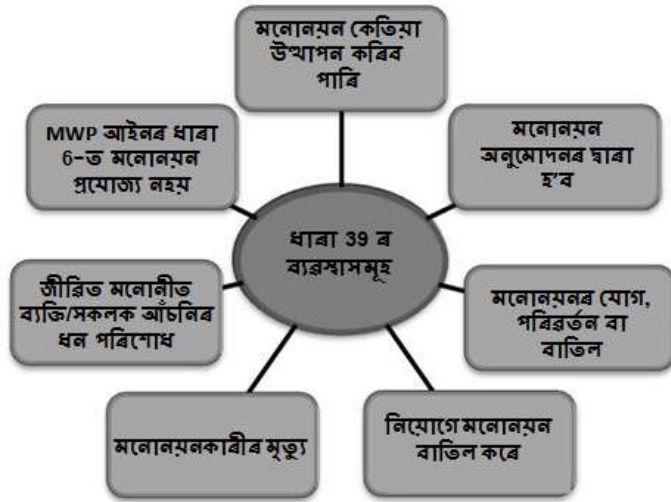 মনোনয়ন কেতিয়া
উত্থাপন কৰিব
পাৰি
MWP আইনৰ ধাৰা
6-ত মনোনয়ন
প্ৰযোজ্য নহয়
মনোনয়ন
অনুমোদনৰ দ্বাৰা
হ'ব
ধাৰা 39 ৰ
ব্যৱস্থাসমূহ
জীৱিত মনোনীত
ব্যক্তি/সকলক আঁচনিৰ
ধন পৰিশোধ
মনোনয়নৰ যোগ,
পৰিৱৰ্তন বা
বাতিল
মনোনয়নকাৰীৰ মৃত্যু
নিয়োগে মনোনয়ন
বাতিল কৰে